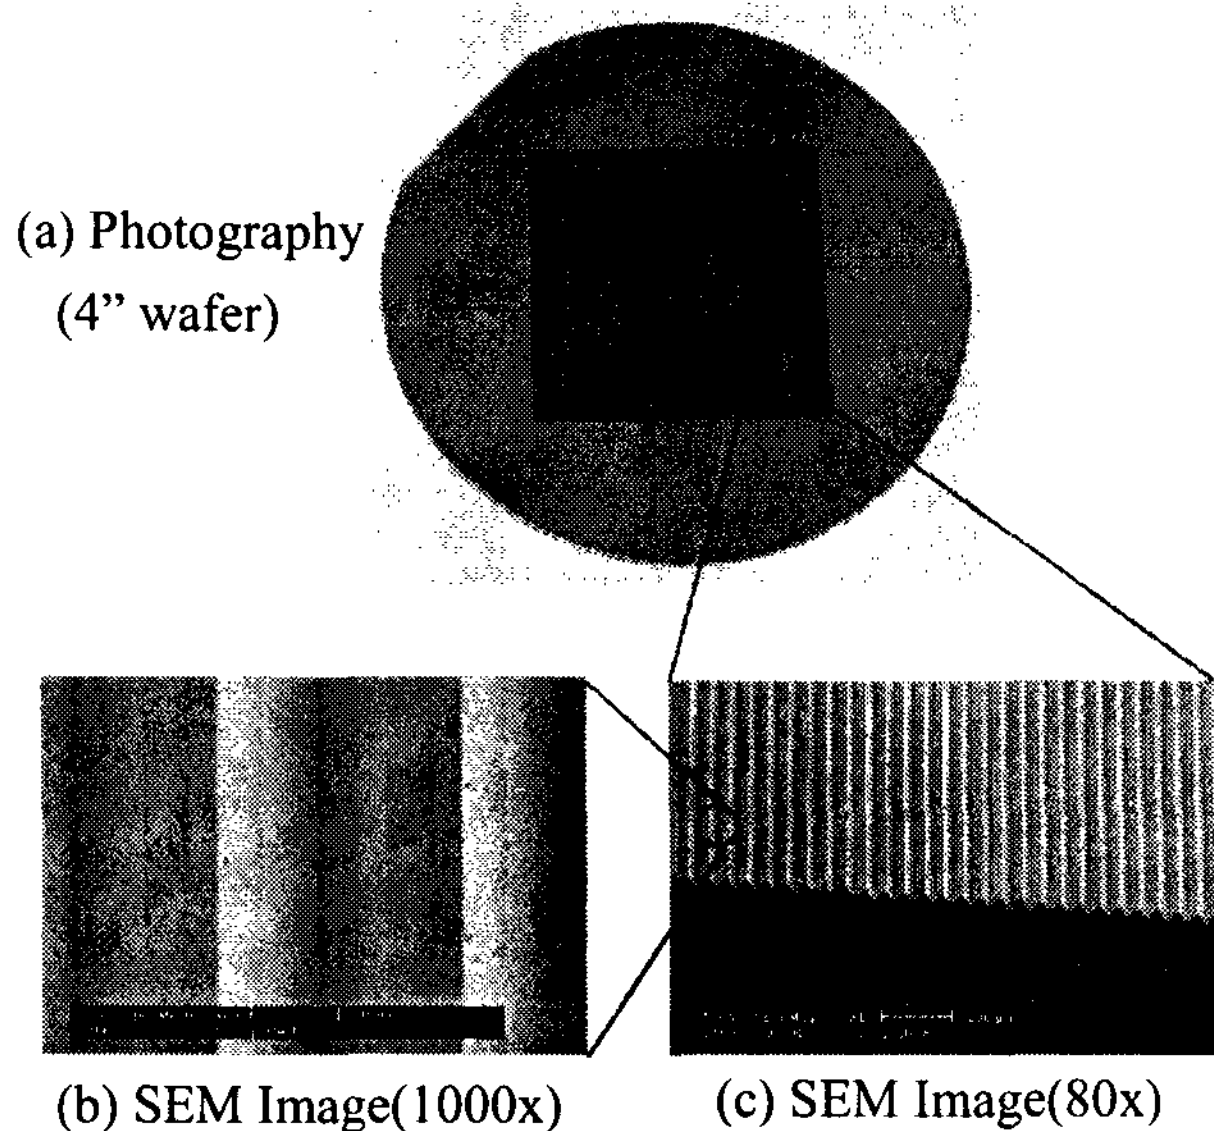 (a) Photography
(4” wafer)
(b) SEM Image(1000x)
(c) SEM Image(80x)